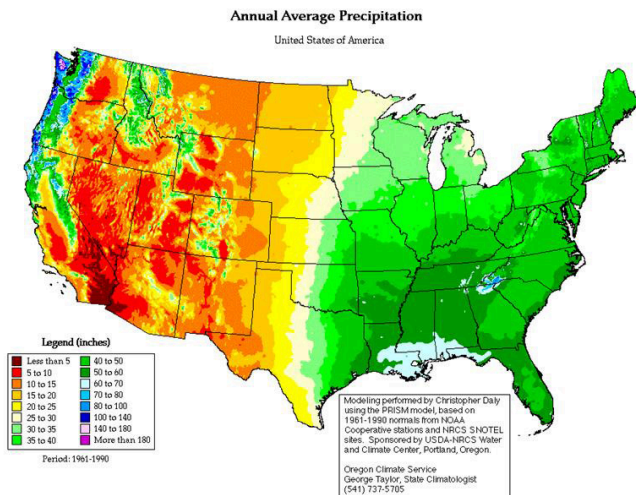 Annual Average Precipitation
United States of America
Legend (inches)
Less than 5
5 to 10
10 to 15
15 to 20
20 to 25
25 to 30
30 to 35
35 to 40
40 to 50
50 to 60
60 to 70
70 to 80
80 to 100
100 to 140
140 to 180
More than 180
Period: 1961-1990
Modeling performed by Christopher Daly
using the PRISM model, based on
1961-1990 normals from NOAA
Cooperative stations and NRCS SNOTEL
sites. Sponsored by USDA-NRCS Water
and Climate Center, Portland, Oregon.
Oregon Climate Service
George Taylor, State Climatologist
(541) 737-5705